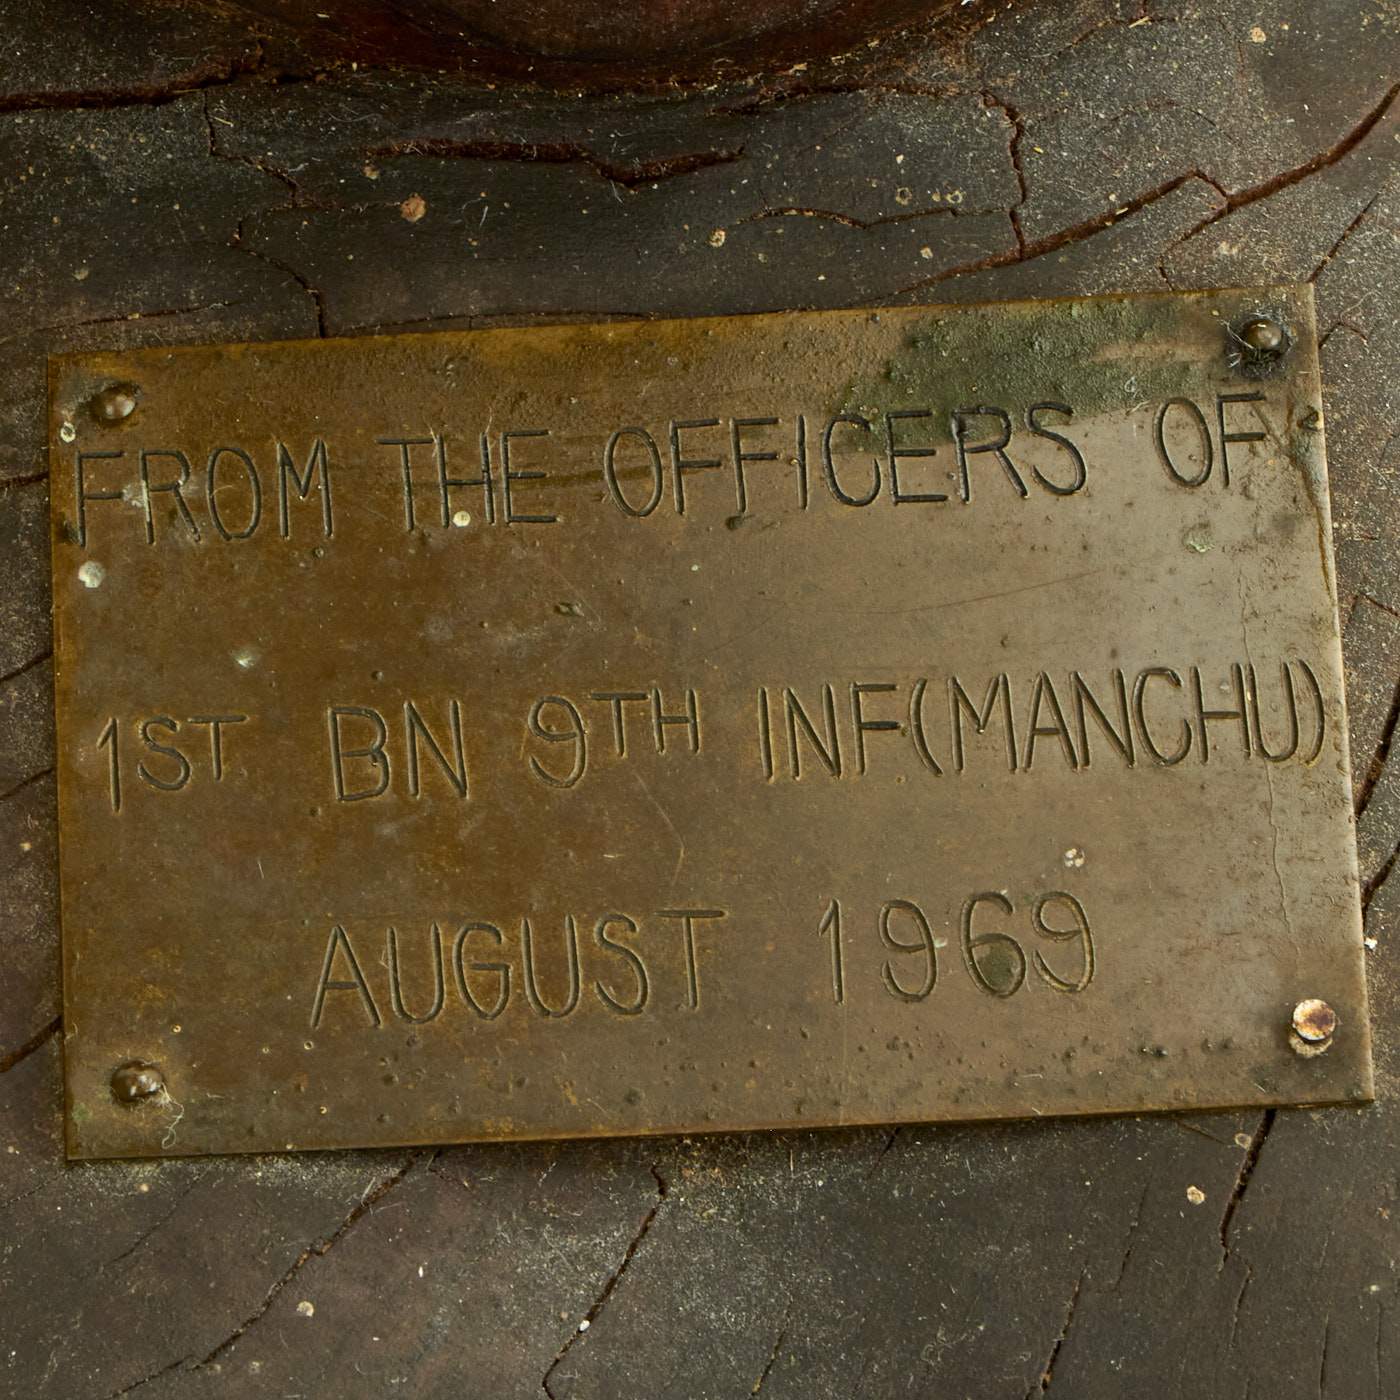 FROM THE OFFICERS OF
1ST BN 9TH INF(MANCHU)
AUGUST 1969